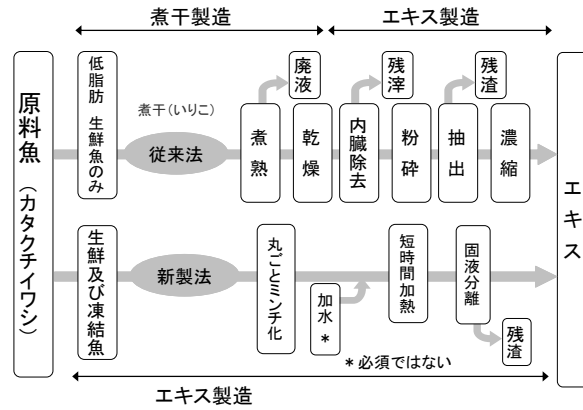 煮干製造
エキス製造
原料魚（カタクチイワシ）
低脂肪 生鮮魚のみ
煮干（いりこ）
従来法
煮熟
廃液
乾燥
内臓除去
残滓
粉砕
抽出
残渣
濃縮
エキス
生鮮及び凍結魚
新製法
丸ごとミンチ化
加水＊
短時間加熱
固液分離
残渣
＊必須ではない
エキス製造